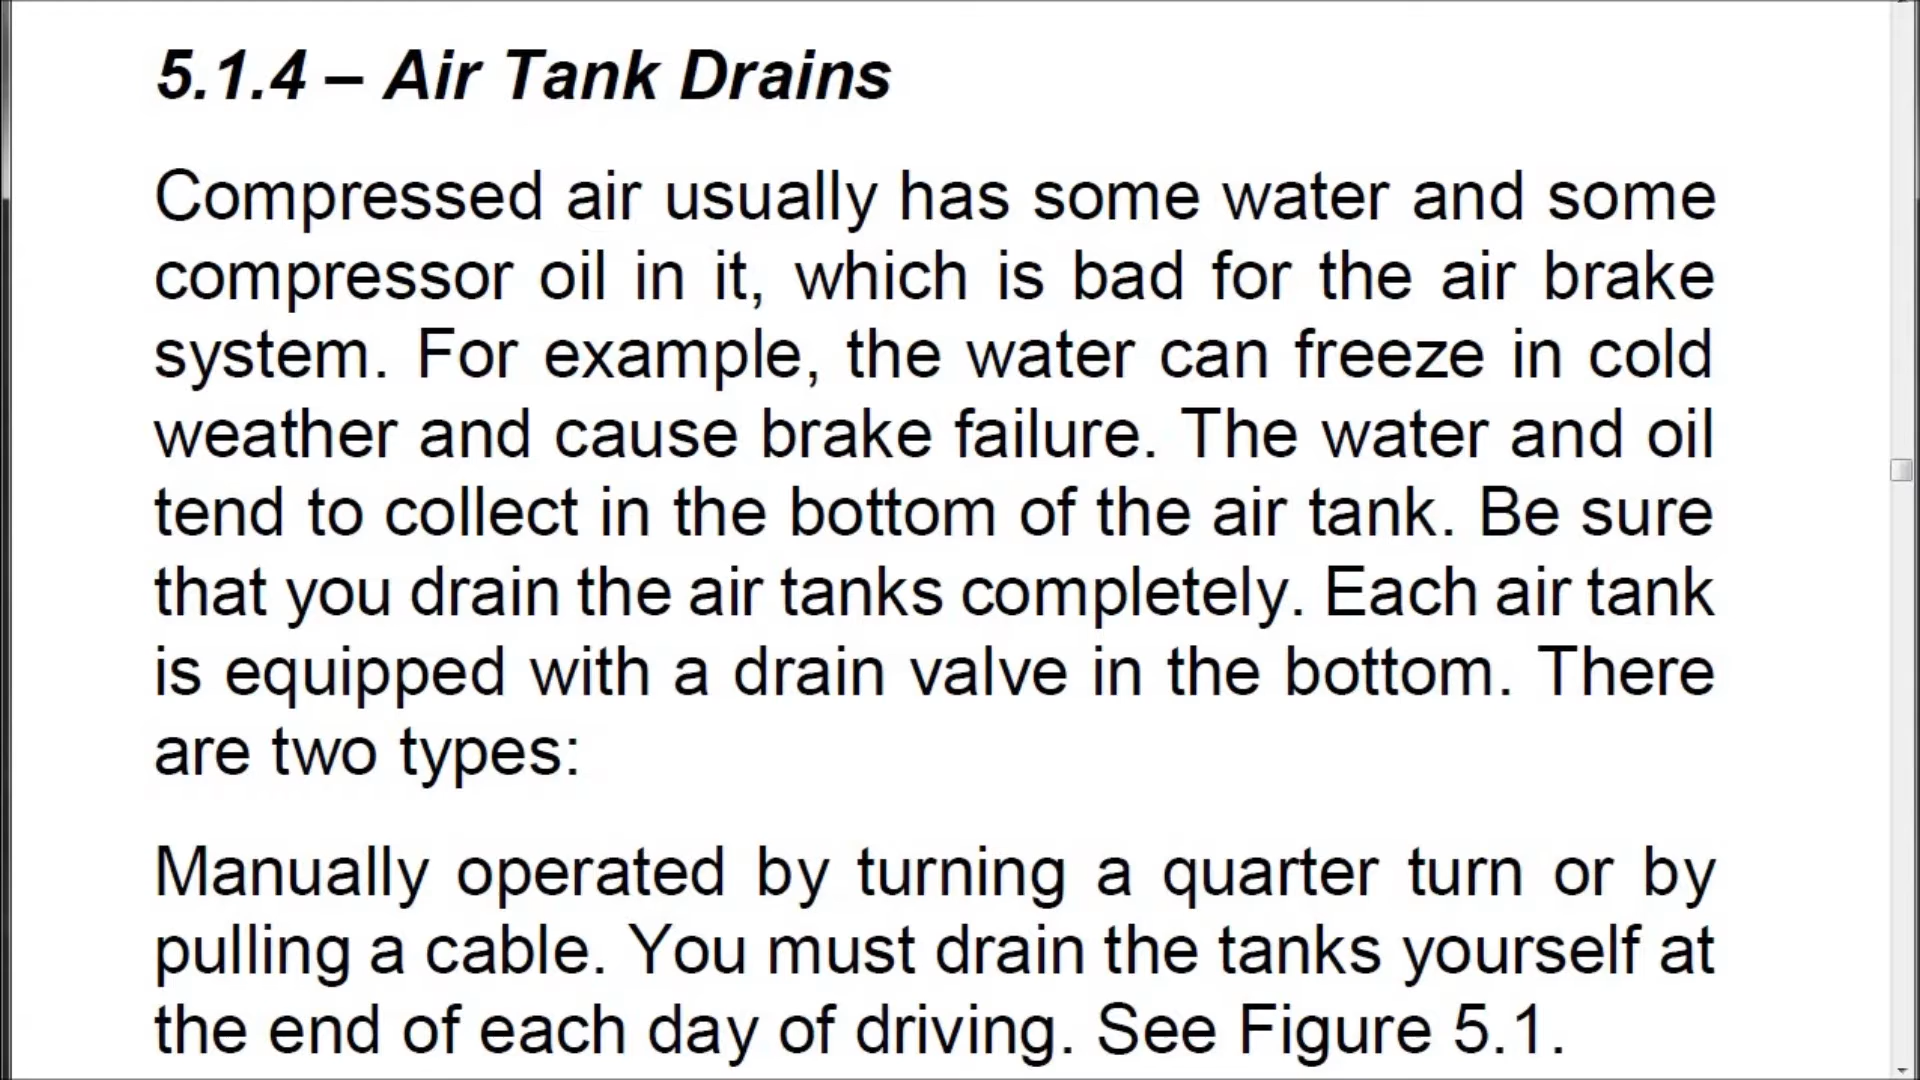 5.1.4 – Air Tank Drains
Compressed air usually has some water and some
compressor oil in it, which is bad for the air brake
system. For example, the water can freeze in cold
weather and cause brake failure. The water and oil
tend to collect in the bottom of the air tank. Be sure
that you drain the air tanks completely. Each air tank
is equipped with a drain valve in the bottom. There
are two types:
Manually operated by turning a quarter turn or by
pulling a cable. You must drain the tanks yourself at
the end of each day of driving. See Figure 5.1.